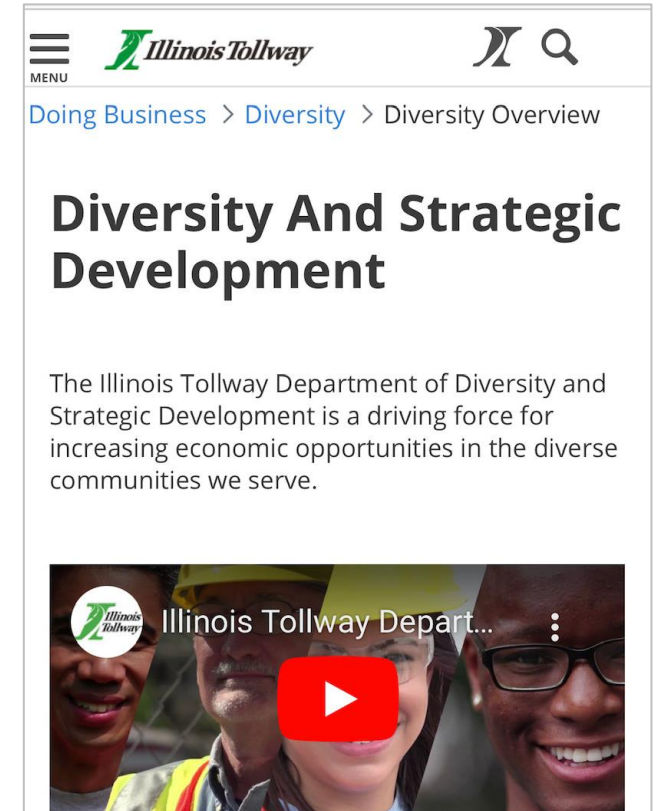 Illinois Tollway
MENU
Doing Business > Diversity > Diversity Overview
Diversity And Strategic
Development
The Illinois Tollway Department of Diversity and
Strategic Development is a driving force for
increasing economic opportunities in the diverse
communities we serve.
Illinois
Tollway
Illinois Tollway Depart...